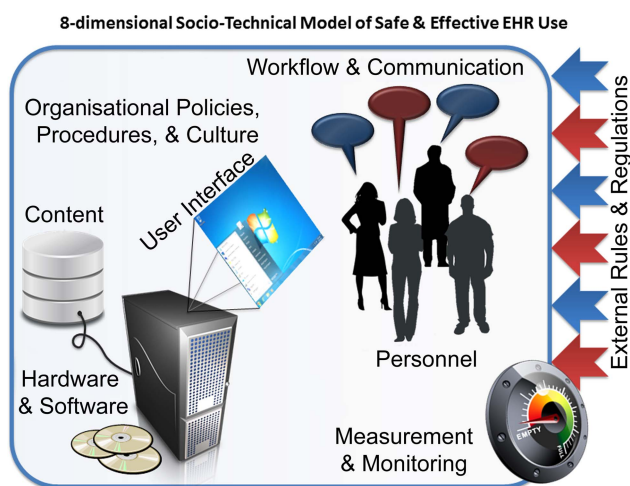 8-dimensional Socio-Technical Model of Safe & Effective EHR Use
Workflow & Communication
Organisational Policies,
Procedures, & Culture
User Interface
Content
External Rules & Regulations
Personnel
Hardware
& Software
Measurement
& Monitoring
EMPTY
FULL